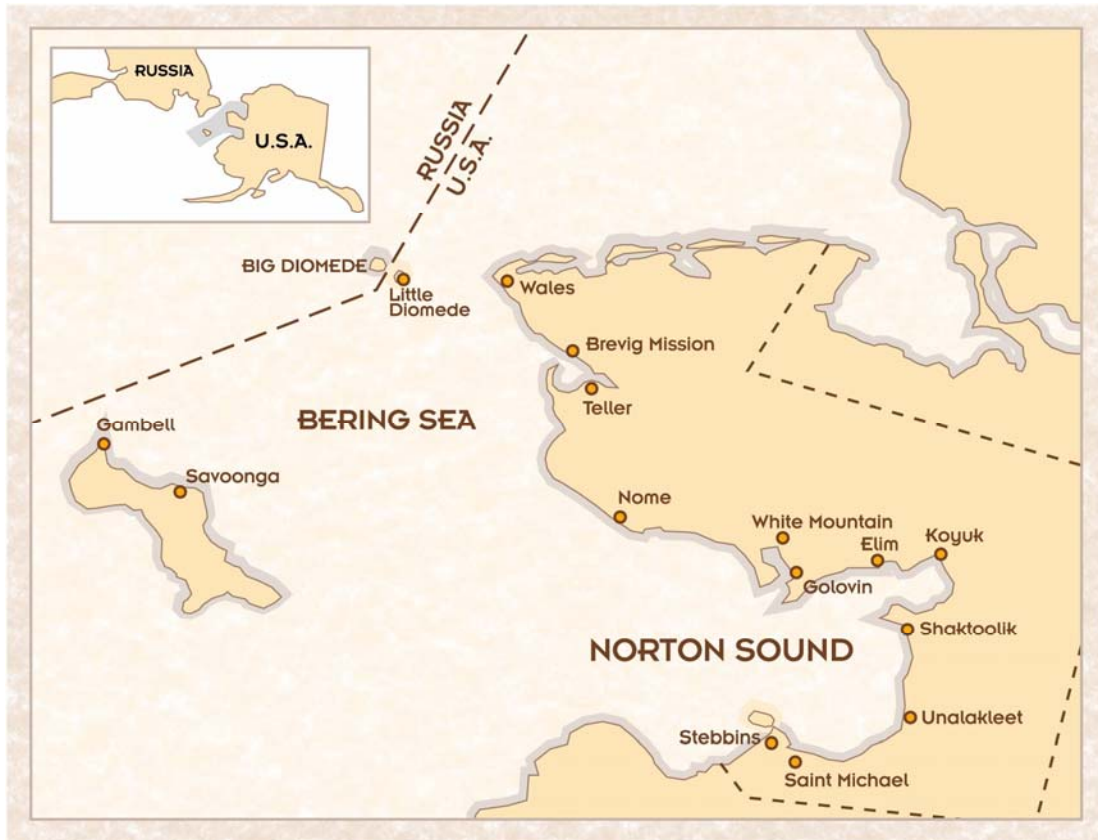 RUSSIA
U.S.A.
RUSSIA
U.S.A.
BIG DIOMEDE
Little
Diomede
Wales
Brevig Mission
Teller
BERING SEA
Gambell
Savoonga
Nome
White Mountain
Elim
Koyuk
Golovin
Shaktoolik
NORTON SOUND
Unalakleet
Stebbins
Saint Michael